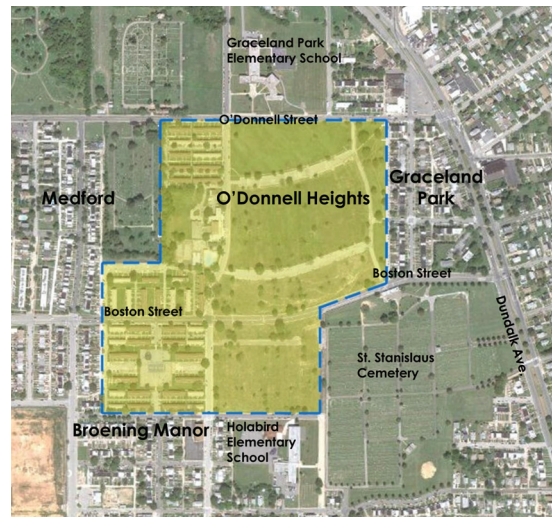 Graceland Park
Elementary School
O'Donnell Street
Medford
O'Donnell Heights
Graceland
Park
Boston Street
Boston Street
Dundalk Ave.
St. Stanislaus
Cemetery
Broening Manor
Holabird
Elementary
School